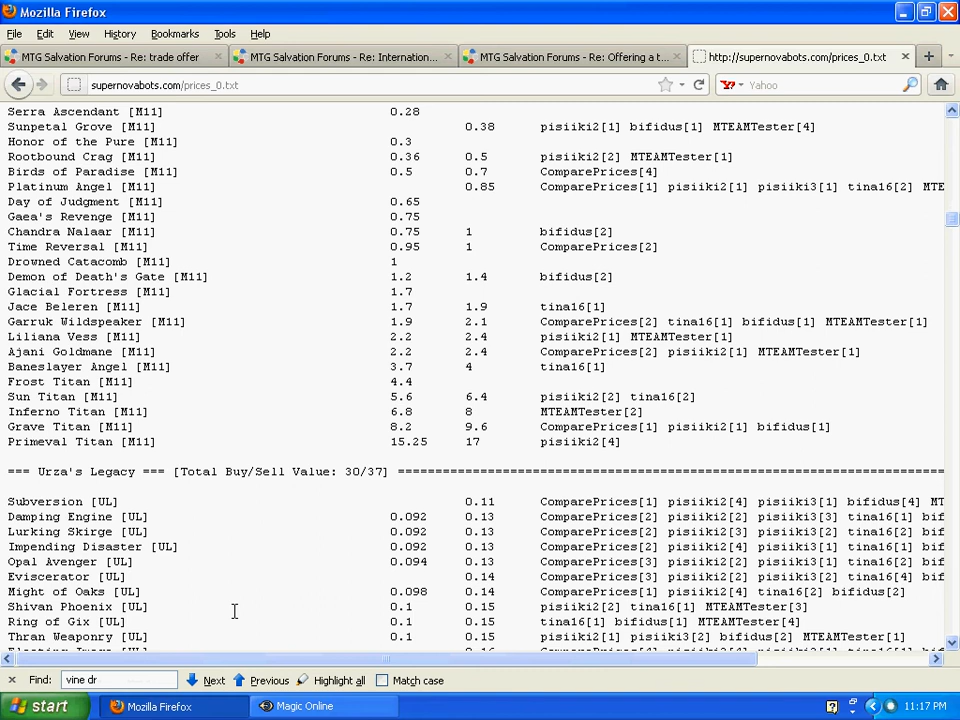 Mozilla Firefox
File Edit View History Bookmarks Tools Help
MTG Salvation Forums - Re: trade offer MTG Salvation Forums - Re: Internation... MTG Salvation Forums - Re: Offering a t... http://supernovabots.com/prices_0.txt
supernovabots.com/prices_0.txt Yahoo
Serra Ascendant [M11] 0.28
Sunpetal Grove [M11] 0.38 pisiiki2[1] bifidus[1] MTEAMTester[4]
Honor of the Pure [M11] 0.3
Rootbound Crag [M11] 0.36 0.5 pisiiki2[2] MTEAMTester[1]
Birds of Paradise [M11] 0.5 0.7 ComparePrices[4]
Platinum Angel [M11] 0.85 ComparePrices[1] pisiiki2[1] pisiiki3[1] tina16[2] MTE
Day of Judgment [M11] 0.65
Gaea's Revenge [M11] 0.75
Chandra Nalaar [M11] 0.75 1 bifidus[2]
Time Reversal [M11] 0.95 1 ComparePrices[2]
Drowned Catacomb [M11] 1
Demon of Death's Gate [M11] 1.2 1.4 bifidus[2]
Glacial Fortress [M11] 1.7
Jace Beleren [M11] 1.7 1.9 tina16[1]
Garruk Wildspeaker [M11] 1.9 2.1 ComparePrices[2] tina16[1] bifidus[1] MTEAMTester[1]
Liliana Vess [M11] 2.2 2.4 pisiiki2[1] MTEAMTester[1]
Ajani Goldmane [M11] 2.2 2.4 ComparePrices[2] pisiiki2[1] MTEAMTester[1]
Baneslayer Angel [M11] 3.7 4 tina16[1]
Frost Titan [M11] 4.4
Sun Titan [M11] 5.6 6.4 pisiiki2[2] tina16[2]
Inferno Titan [M11] 6.8 8 MTEAMTester[2]
Grave Titan [M11] 8.2 9.6 ComparePrices[1] pisiiki2[1] bifidus[1]
Primeval Titan [M11] 15.25 17 pisiiki2[4]
=== Urza's Legacy === [Total Buy/Sell Value: 30/37] =============================================================
Subversion [UL] 0.11 ComparePrices[1] pisiiki2[4] pisiiki3[1] bifidus[4] MT
Damping Engine [UL] 0.092 0.13 ComparePrices[2] pisiiki2[2] pisiiki3[3] tina16[1] bif
Lurking Skirge [UL] 0.092 0.13 ComparePrices[2] pisiiki2[3] pisiiki3[2] tina16[2] bif
Impending Disaster [UL] 0.092 0.13 ComparePrices[2] pisiiki2[4] pisiiki3[1] tina16[1] bif
Opal Avenger [UL] 0.094 0.13 ComparePrices[3] pisiiki2[2] pisiiki3[1] tina16[2] bif
Eviscerator [UL] 0.14 ComparePrices[3] pisiiki2[2] pisiiki3[2] tina16[4] bif
Might of Oaks [UL] 0.098 0.14 ComparePrices[1] pisiiki2[4] tina16[2] bifidus[2]
Shivan Phoenix [UL] 0.1 0.15 pisiiki2[2] tina16[1] MTEAMTester[3]
Ring of Gix [UL] 0.1 0.15 tina16[1] bifidus[1] MTEAMTester[4]
Thran Weaponry [UL] 0.1 0.15 pisiiki2[1] pisiiki3[2] bifidus[2] MTEAMTester[1]
Find: vine dr Next Previous Highlight all Match case
start Mozilla Firefox Magic Online 11:17 PM